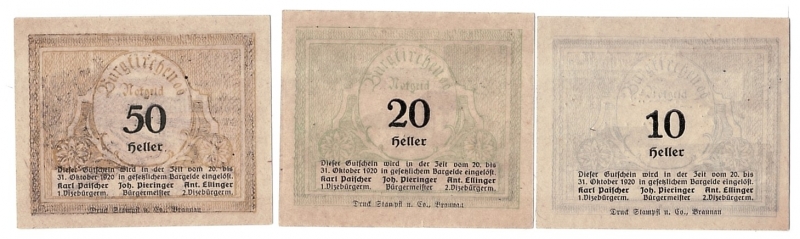 Burgkirchen
Notgeld
50
Heller
Dieser Gutschein wird in der Zeit vom 20. bis
31. Oktober 1920 in gesetzlichem Bargelde eingelöst.
Karl Paischer Joh. Pieringer Ant. Ellinger
1.Vizebürgerm. Bürgermeister 2.Vizebürgerm.
Druck Stampfl u. Co., Braunau
Burgkirchen
Notgeld
20
Heller
Dieser Gutschein wird in der Zeit vom 20. bis
31. Oktober 1920 in gesetzlichem Bargelde eingelöst.
Karl Paischer Joh. Pieringer Ant. Ellinger
1.Vizebürgerm. Bürgermeister 2.Vizebürgerm.
Druck Stampfl u. Co., Braunau
Burgkirchen
Notgeld
10
Heller
Dieser Gutschein wird in der Zeit vom 20. bis
31. Oktober 1920 in gesetzlichem Bargelde eingelöst.
Karl Paischer Joh. Pieringer Ant. Ellinger
1.Vizebürgerm. Bürgermeister 2.Vizebürgerm.
Druck Stampfl u. Co., Braunau